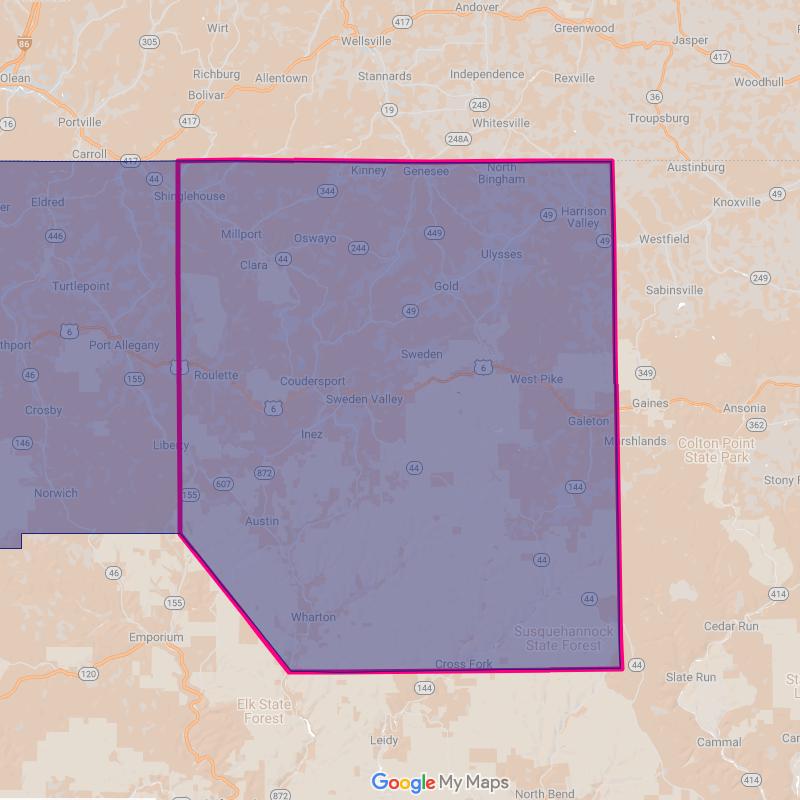 Andover
Wirt
417
Greenwood
305
Wellsville
Jasper
86
417
Olean
Richburg
Allentown
Stannards
Independence
Rexville
Woodhull
Bolivar
36
248
19
Portville
417
Whitesville
Troupsburg
16
248A
Carroll
417
Austinburg
44
Kinney
Genesee
North
Bingham
344
49
Shinglehouse
Eldred
Knoxville
er
49
Harrison
Valley
446
Millport
Oswayo
449
244
49
Westfield
Clara
44
Ulysses
249
Turtlepoint
Gold
Sabinsville
49
6
thport
Port Allegany
Sweden
6
6
349
46
155
Roulette
Coudersport
West Pike
Sweden Valley
Gaines
Crosby
6
Ansonia
Galeton
362
146
Liberty
Inez
Marshlands
Colton Point
State Park
44
872
607
144
Stony F
Norwich
155
Austin
44
46
414
155
44
Wharton
Cedar Run
Emporium
Susquehannock
State Forest
Cross Fork
44
120
Slate Run
144
Elk State
Forest
Leidy
Cammal
Car
414
Google My Maps
872
North Bend